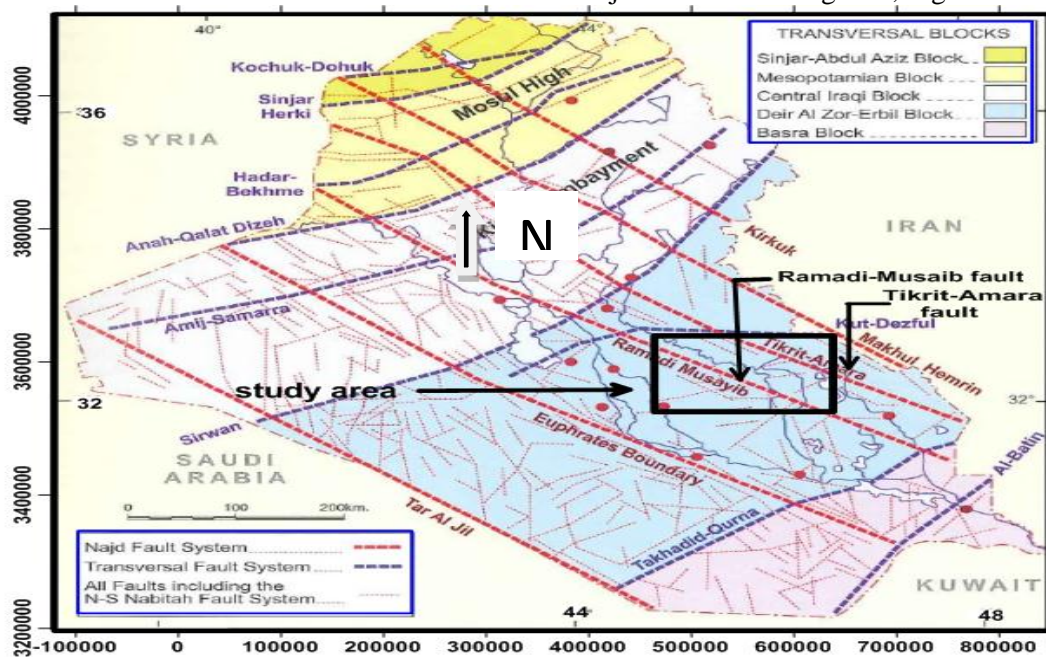 40°
44°
TRANSVERSAL BLOCKS
Sinjar-Abdul Aziz Block
Mesopotamian Block
Central Iraqi Block
Deir Al Zor-Erbil Block
Basra Block
Kochuk-Dohuk
Mosul High
Sinjar
Herki
36
SYRIA
Hadar-
Bekhme
Anah-Qalat Dizeh
N
IRAN
Kirkuk
Ramadi-Musaib fault
Tikrit-Amara
fault
Amij-Samarra
Kut-Dezful
Makhul Hemrin
Tikrit-Amara
Ramadi Musayib
study area
32
32°
Sirwan
Euphrates Boundary
SAUDI
ARABIA
Al-Batin
0 100 200km.
Tar Al Jil
Takhadid-Qurna
Najd Fault System
Transversal Fault System
All Faults including the
N-S Nabitah Fault System
KUWAIT
44°
48
4000000
3800000
3600000
3400000
3200000
-100000 0 100000 200000 300000 400000 500000 600000 700000 800000